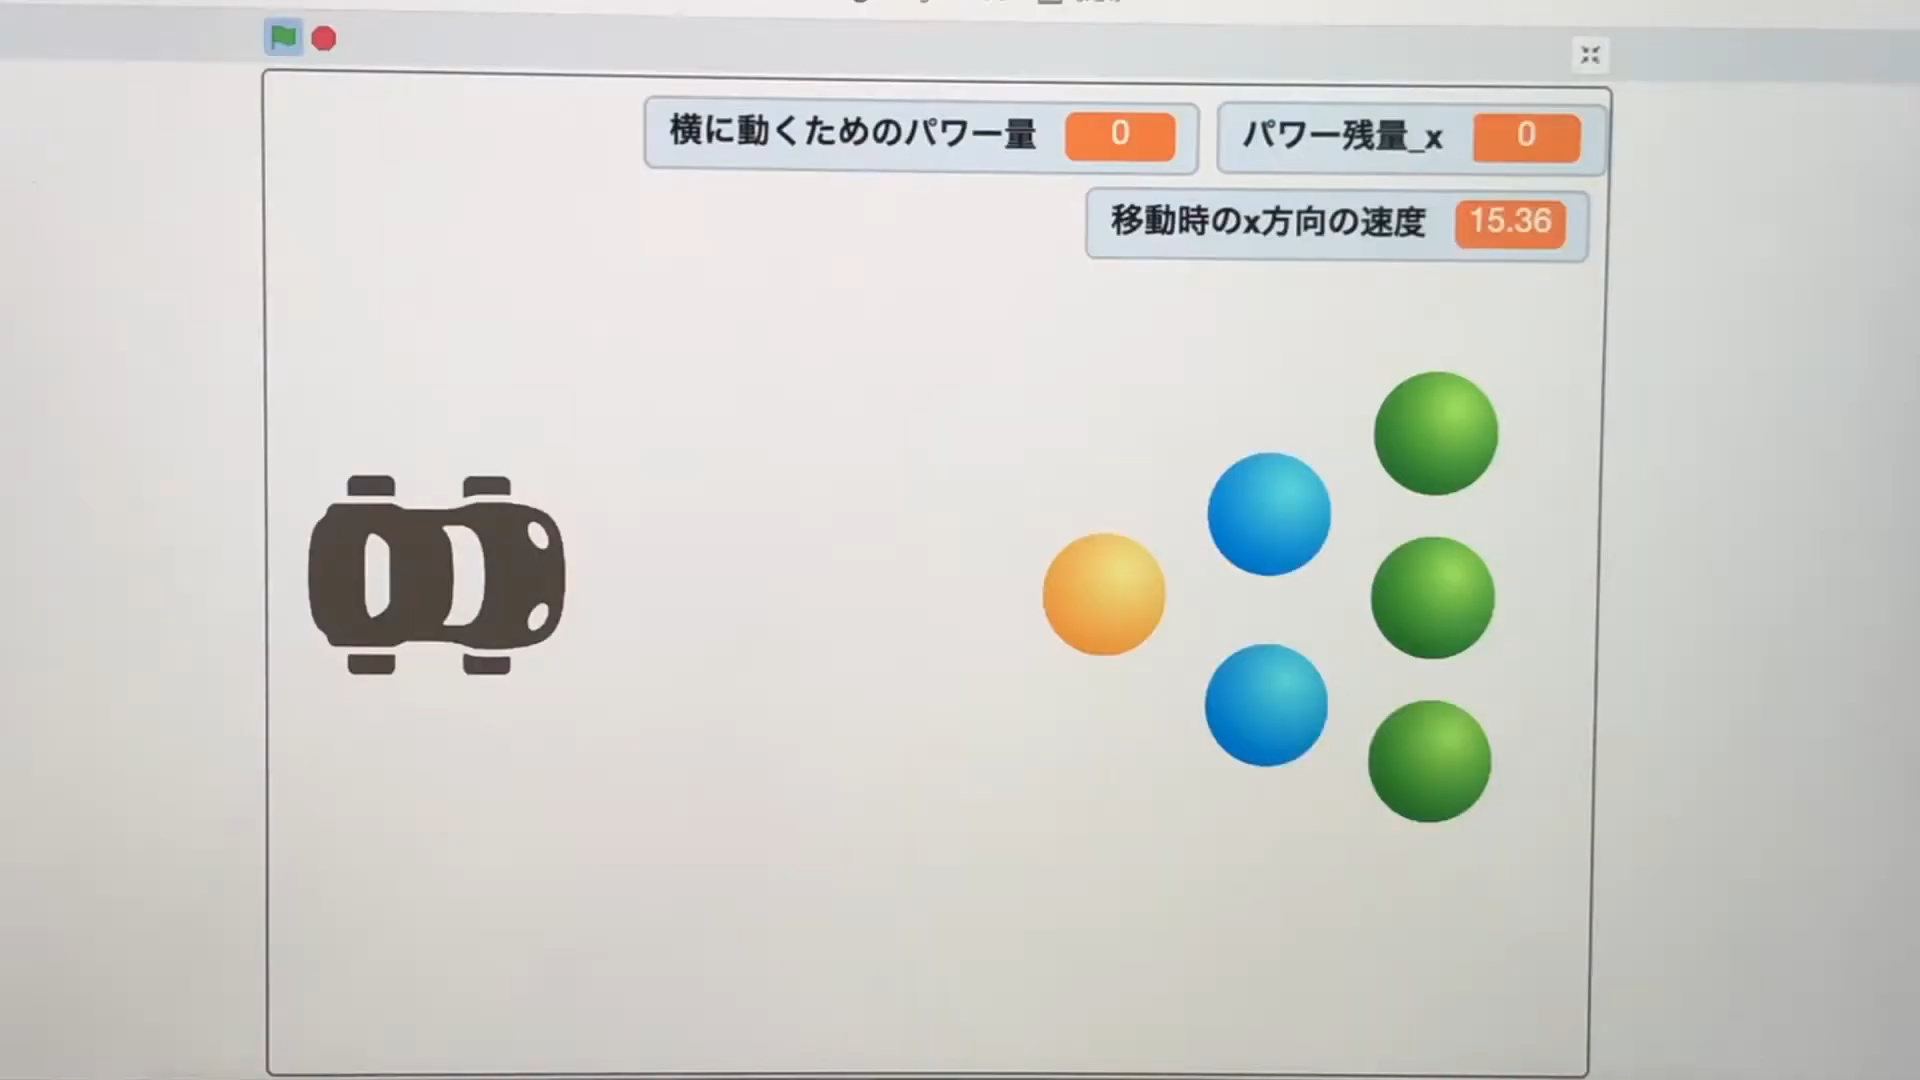 横に動くためのパワー量 0
パワー残量_x 0
移動時のx方向の速度 15.36